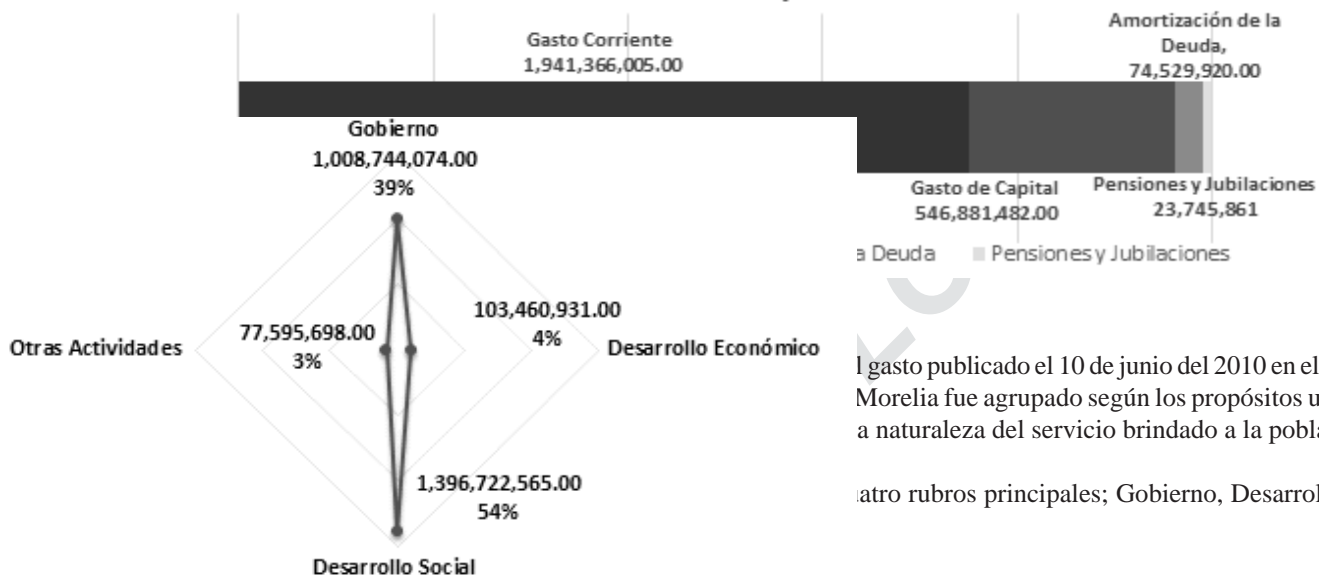 Amortización de la
Deuda,
74,529,920.00
Gasto Corriente
1,941,366,005.00
Gasto de Capital
546,881,482.00
Pensiones y Jubilaciones
23,745,861
a Deuda
Pensiones y Jubilaciones
Gobierno
1,008,744,074.00
39%
103,460,931.00
4%
Desarrollo Económico
77,595,698.00
3%
Otras Actividades
1,396,722,565.00
54%
Desarrollo Social
l gasto publicado el 10 de junio del 2010 en el
Morelia fue agrupado según los propósitos u
a naturaleza del servicio brindado a la pobla
atro rubros principales; Gobierno, Desarrol